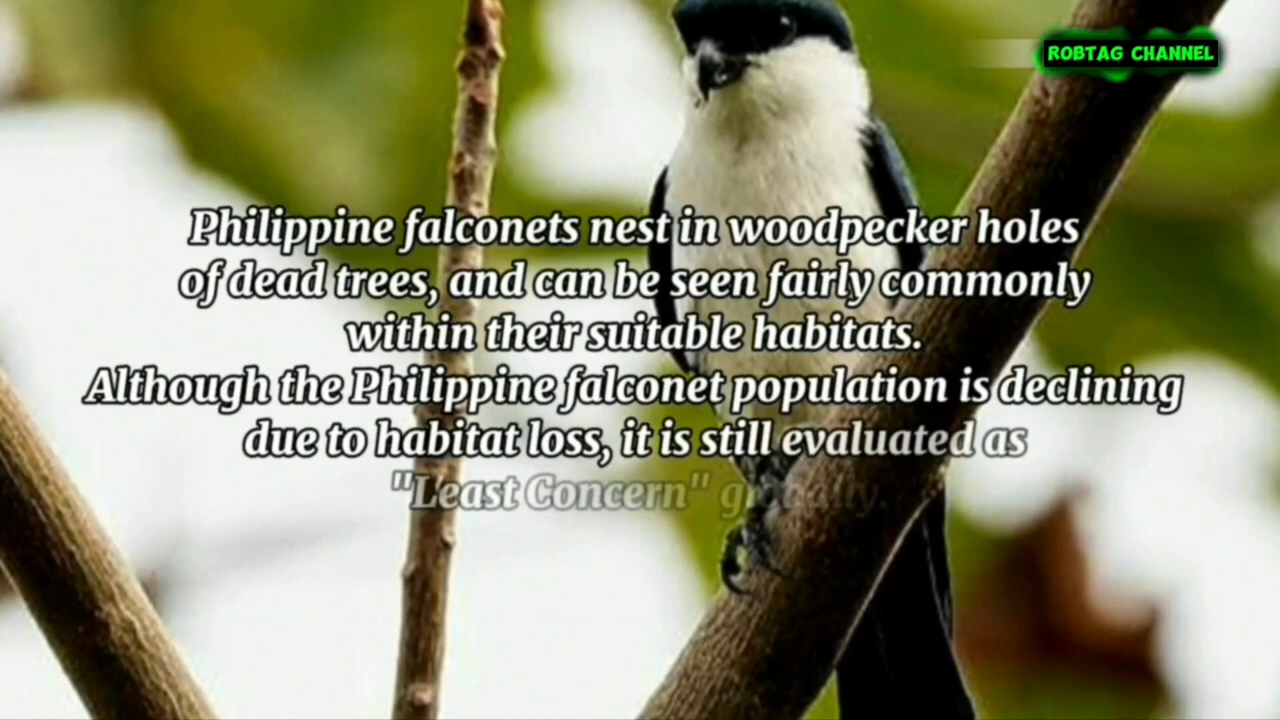 ROBTAG CHANNEL
Philippine falconets nest in woodpecker holes
of dead trees, and can be seen fairly commonly
within their suitable habitats.
Although the Philippine falconet population is declining
due to habitat loss, it is still evaluated as
"Least Concern" globally.